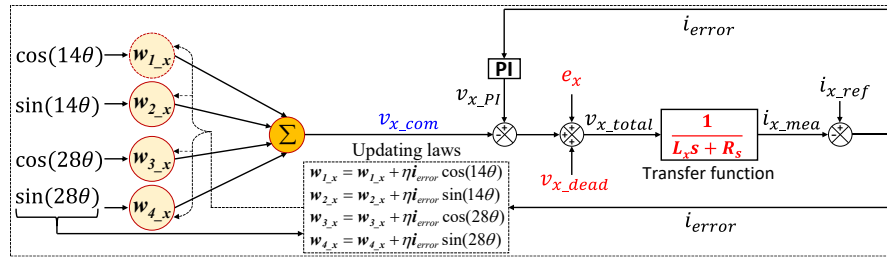 i_error
PI
v_x_PI
e_x
i_x_ref
cos(14θ)
w_1_x
sin(14θ)
w_2_x
Σ
v_x_com
v_x_total
1
L_x s + R_s
i_x_mea
Transfer function
v_x_dead
cos(28θ)
w_3_x
sin(28θ)
w_4_x
Updating laws
w_1_x = w_1_x + ηi_error cos(14θ)
w_2_x = w_2_x + ηi_error sin(14θ)
w_3_x = w_3_x + ηi_error cos(28θ)
w_4_x = w_4_x + ηi_error sin(28θ)
i_error